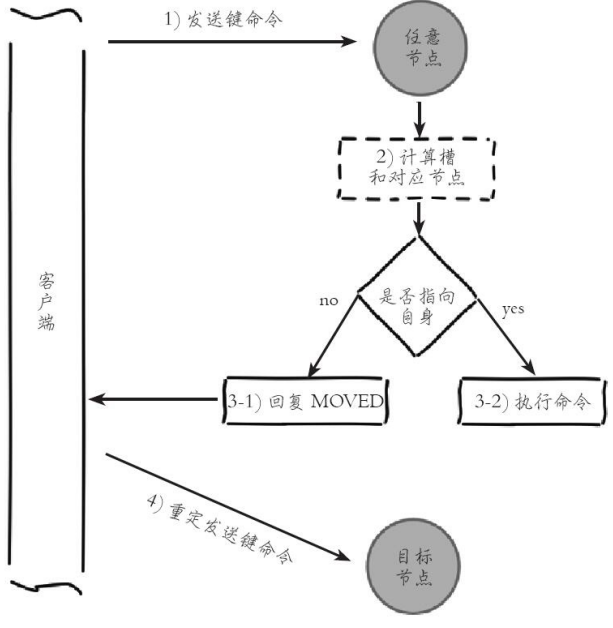 1) 发送键命令
任意
节点
2) 计算槽
和对应节点
客
户
端
是否指向
自身
no
yes
3-1) 回复 MOVED
3-2) 执行命令
4) 重定发送键命令
目标
节点